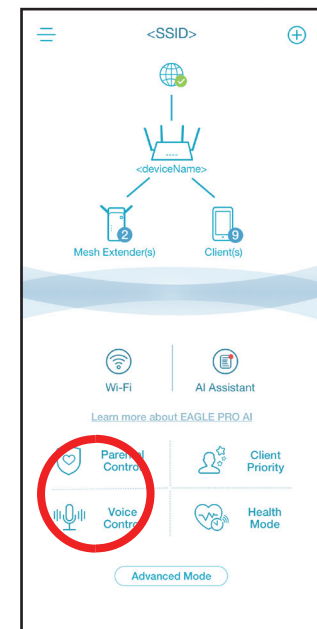 <SSID>
<deviceName>
2
9
Mesh Extender(s)
Client(s)
Wi-Fi
AI Assistant
Learn more about EAGLE PRO AI
Parental
Control
Client
Priority
Voice
Control
Health
Mode
Advanced Mode